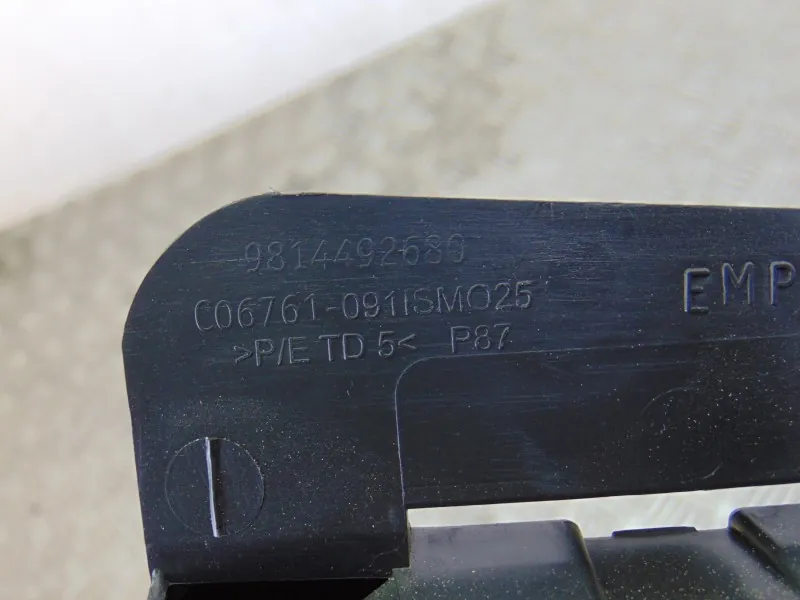 9814492680
C06761-091ISMO25
>P/E TD 5< P87
EMP